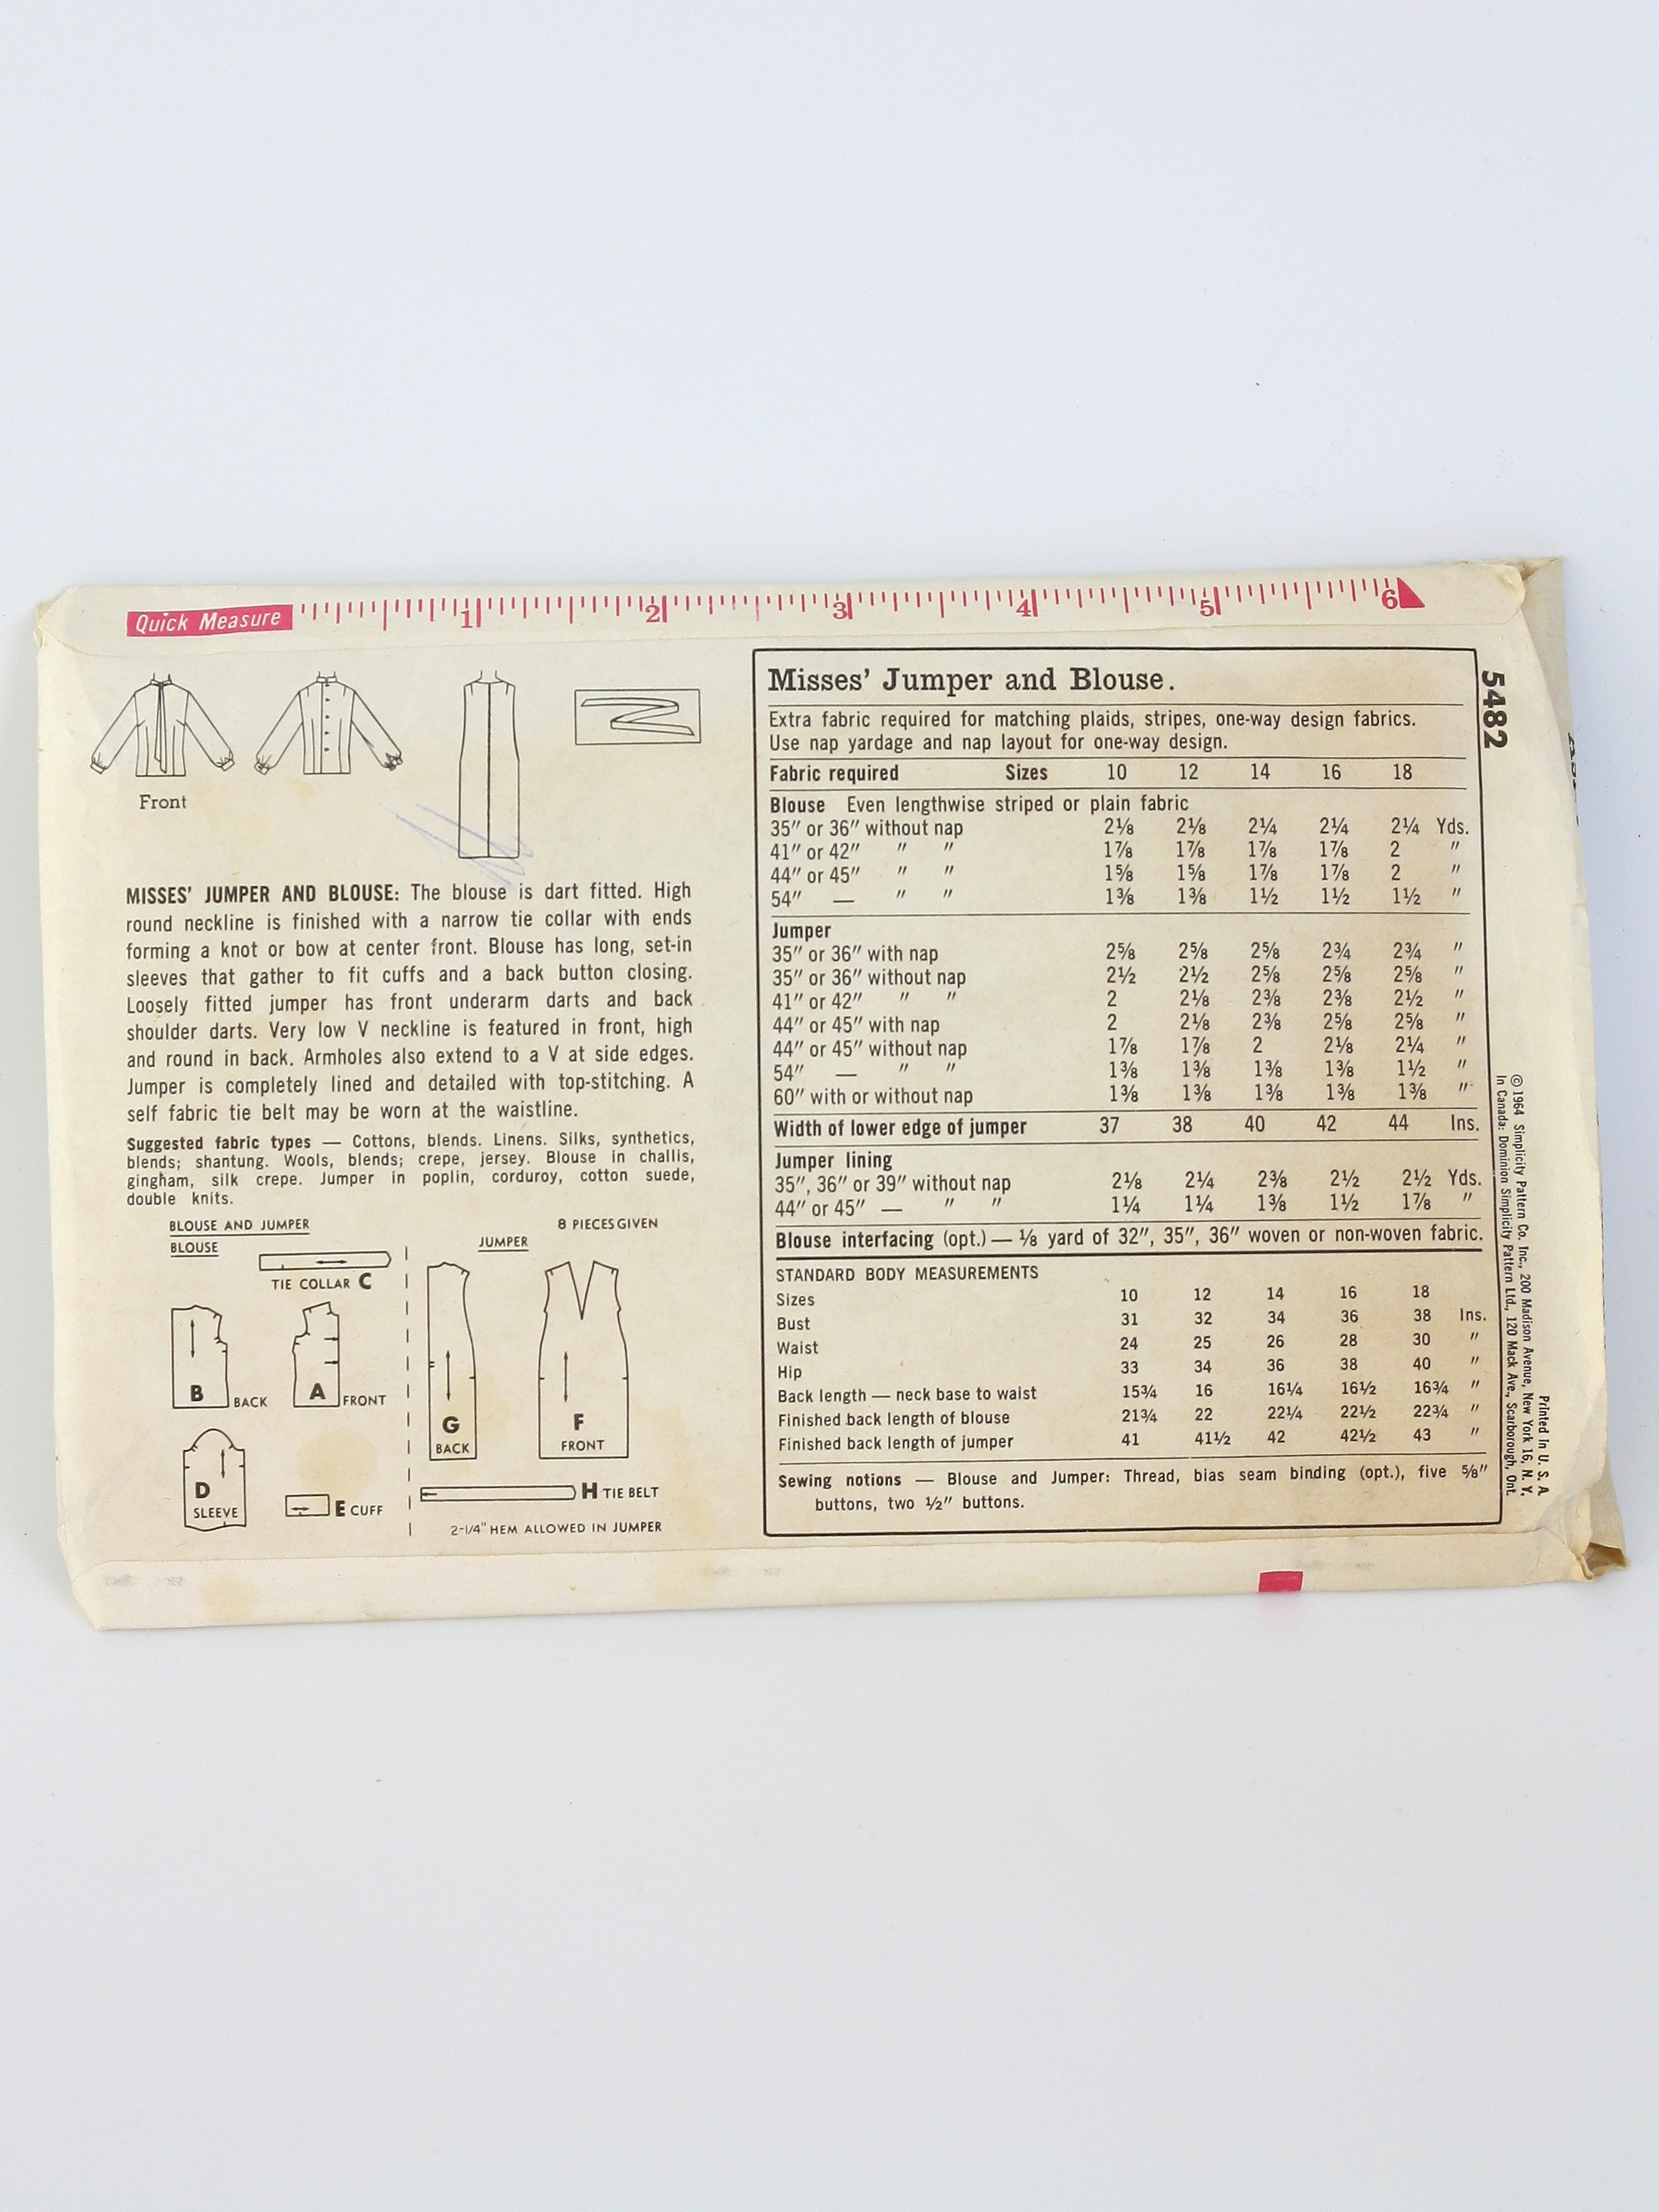 Quick Measure 1 2 3 4 5 6
Front
MISSES' JUMPER AND BLOUSE: The blouse is dart fitted. High
round neckline is finished with a narrow tie collar with ends
forming a knot or bow at center front. Blouse has long, set-in
sleeves that gather to fit cuffs and a back button closing.
Loosely fitted jumper has front underarm darts and back
shoulder darts. Very low V neckline is featured in front, high
and round in back. Armholes also extend to a V at side edges.
Jumper is completely lined and detailed with top-stitching. A
self fabric tie belt may be worn at the waistline.
Suggested fabric types — Cottons, blends. Linens. Silks, synthetics,
blends; shantung. Wools, blends; crepe, jersey. Blouse in challis,
gingham, silk crepe. Jumper in poplin, corduroy, cotton suede,
double knits.
BLOUSE AND JUMPER 8 PIECES GIVEN
BLOUSE
JUMPER
TIE COLLAR C
B BACK
A FRONT
G
BACK
F
FRONT
D
SLEEVE
E CUFF
H TIE BELT
2-1/4" HEM ALLOWED IN JUMPER
Misses' Jumper and Blouse.
Extra fabric required for matching plaids, stripes, one-way design fabrics.
Use nap yardage and nap layout for one-way design.
Fabric required Sizes 10 12 14 16 18
Blouse Even lengthwise striped or plain fabric
35" or 36" without nap 2⅛ 2⅛ 2¼ 2¼ 2¼ Yds.
41" or 42" " " 1⅞ 1⅞ 1⅞ 1⅞ 2 "
44" or 45" " " 1⅝ 1⅝ 1⅞ 1⅞ 2 "
54" — " " 1⅜ 1⅜ 1½ 1½ 1½ "
Jumper
35" or 36" with nap 2⅝ 2⅝ 2⅝ 2¾ 2¾ "
35" or 36" without nap 2½ 2½ 2⅝ 2⅝ 2⅝ "
41" or 42" " " 2 2⅛ 2⅜ 2⅜ 2½ "
44" or 45" with nap 2 2⅛ 2⅜ 2⅝ 2⅝ "
44" or 45" without nap 1⅞ 1⅞ 2 2⅛ 2¼ "
54" — " " 1⅜ 1⅜ 1⅜ 1⅜ 1½ "
60" with or without nap 1⅜ 1⅜ 1⅜ 1⅜ 1⅜ "
Width of lower edge of jumper 37 38 40 42 44 Ins.
Jumper lining
35", 36" or 39" without nap 2⅛ 2¼ 2⅜ 2½ 2½ Yds.
44" or 45" — " " 1¼ 1¼ 1⅜ 1½ 1⅞ "
Blouse interfacing (opt.) — ⅛ yard of 32", 35", 36" woven or non-woven fabric.
STANDARD BODY MEASUREMENTS
Sizes 10 12 14 16 18
Bust 31 32 34 36 38 Ins.
Waist 24 25 26 28 30 "
Hip 33 34 36 38 40 "
Back length — neck base to waist 15¾ 16 16¼ 16½ 16¾ "
Finished back length of blouse 21¾ 22 22¼ 22½ 22¾ "
Finished back length of jumper 41 41½ 42 42½ 43 "
Sewing notions — Blouse and Jumper: Thread, bias seam binding (opt.), five ⅝"
buttons, two ½" buttons.
5482
© 1964 Simplicity Pattern Co. Inc., 200 Madison Avenue, New York 16, N. Y.
In Canada: Dominion Simplicity Pattern Ltd., 120 Mack Ave., Scarborough, Ont.
Printed in U. S. A.